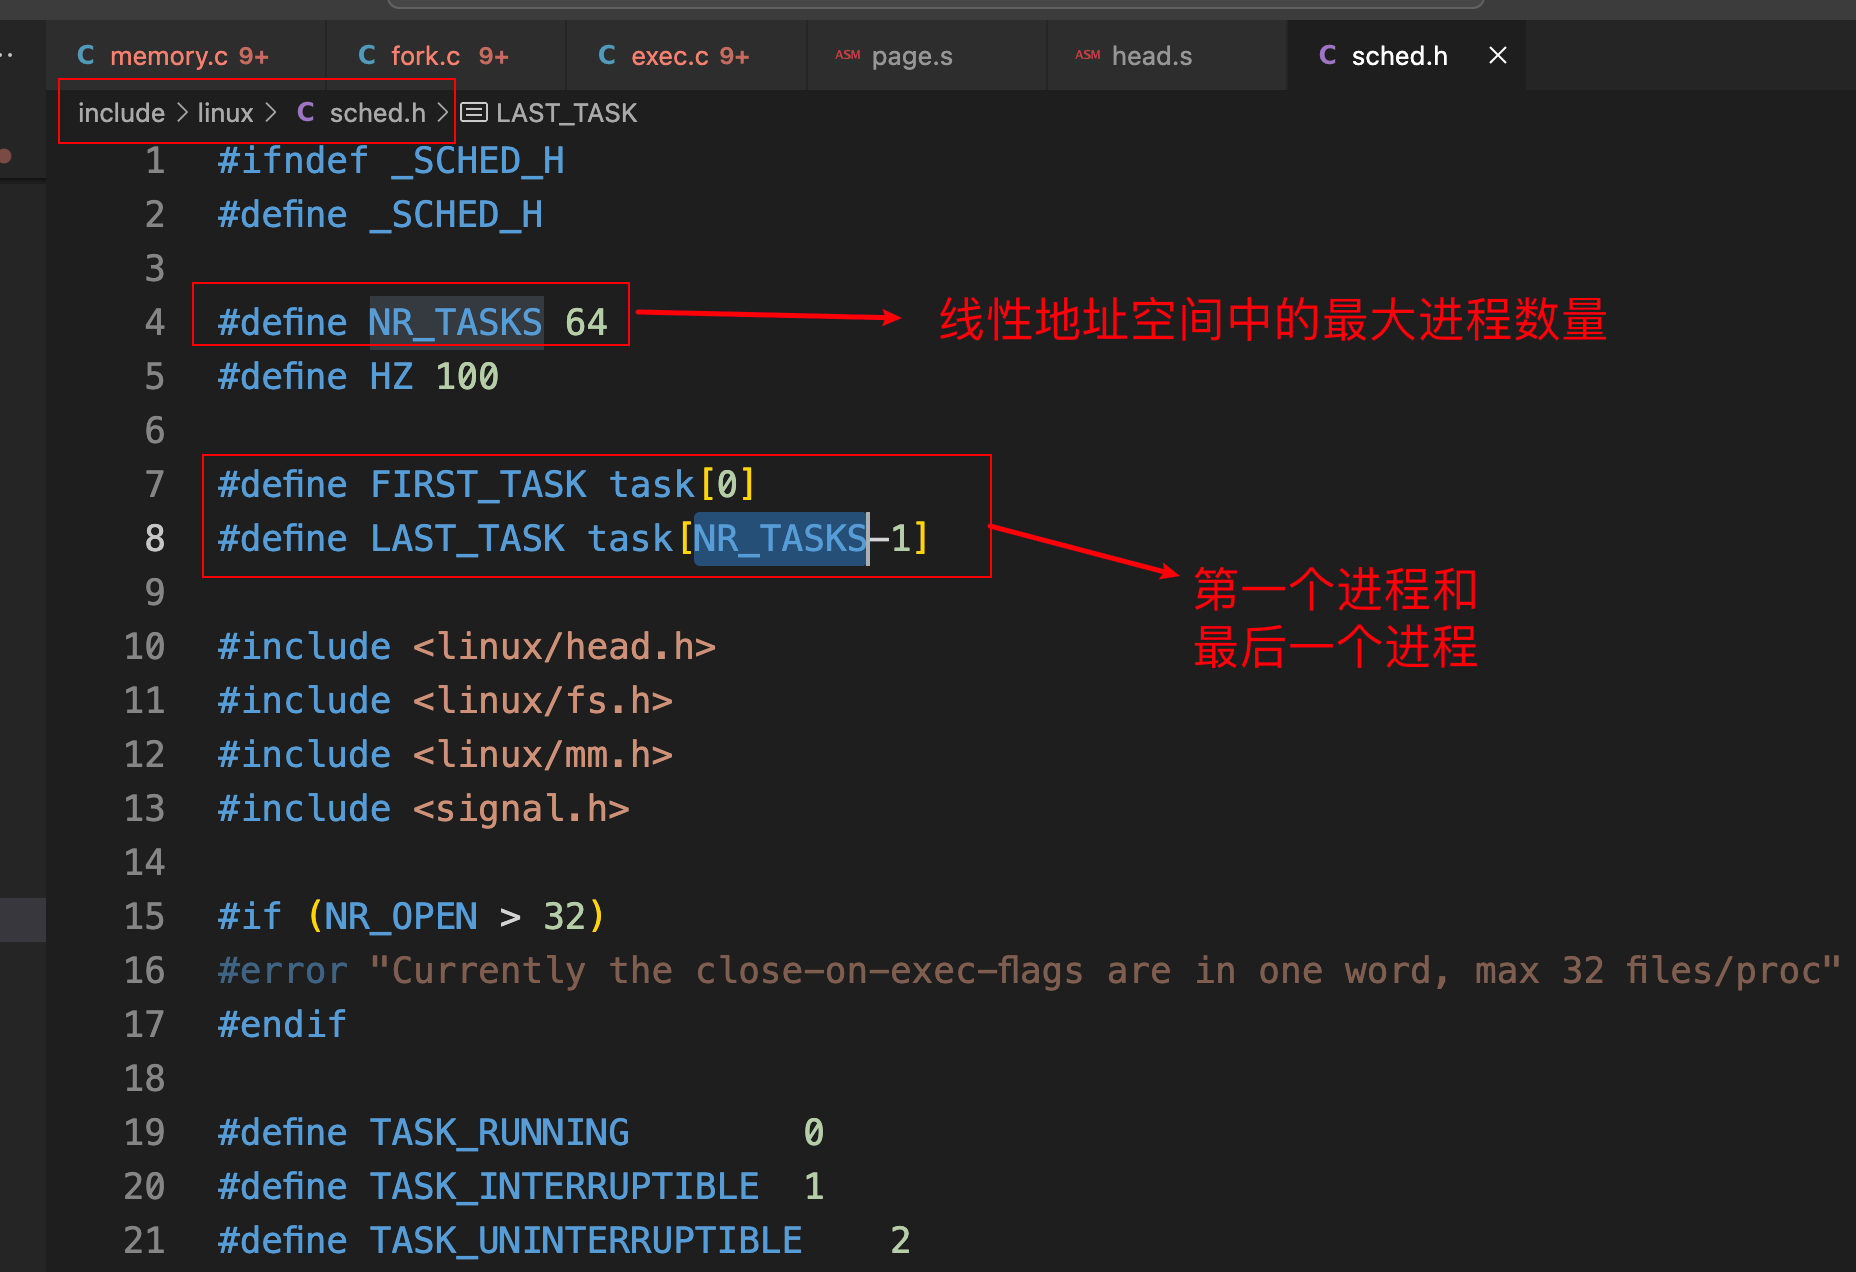 C memory.c 9+ C fork.c 9+ C exec.c 9+ ASM page.s ASM head.s C sched.h ×
include > linux > C sched.h > LAST_TASK
1 #ifndef _SCHED_H
2 #define _SCHED_H
3
4 #define NR_TASKS 64 线性地址空间中的最大进程数量
5 #define HZ 100
6
7 #define FIRST_TASK task[0]
8 #define LAST_TASK task[NR_TASKS-1]
第一个进程和
最后一个进程
9
10 #include <linux/head.h>
11 #include <linux/fs.h>
12 #include <linux/mm.h>
13 #include <signal.h>
14
15 #if (NR_OPEN > 32)
16 #error "Currently the close-on-exec-flags are in one word, max 32 files/proc"
17 #endif
18
19 #define TASK_RUNNING 0
20 #define TASK_INTERRUPTIBLE 1
21 #define TASK_UNINTERRUPTIBLE 2